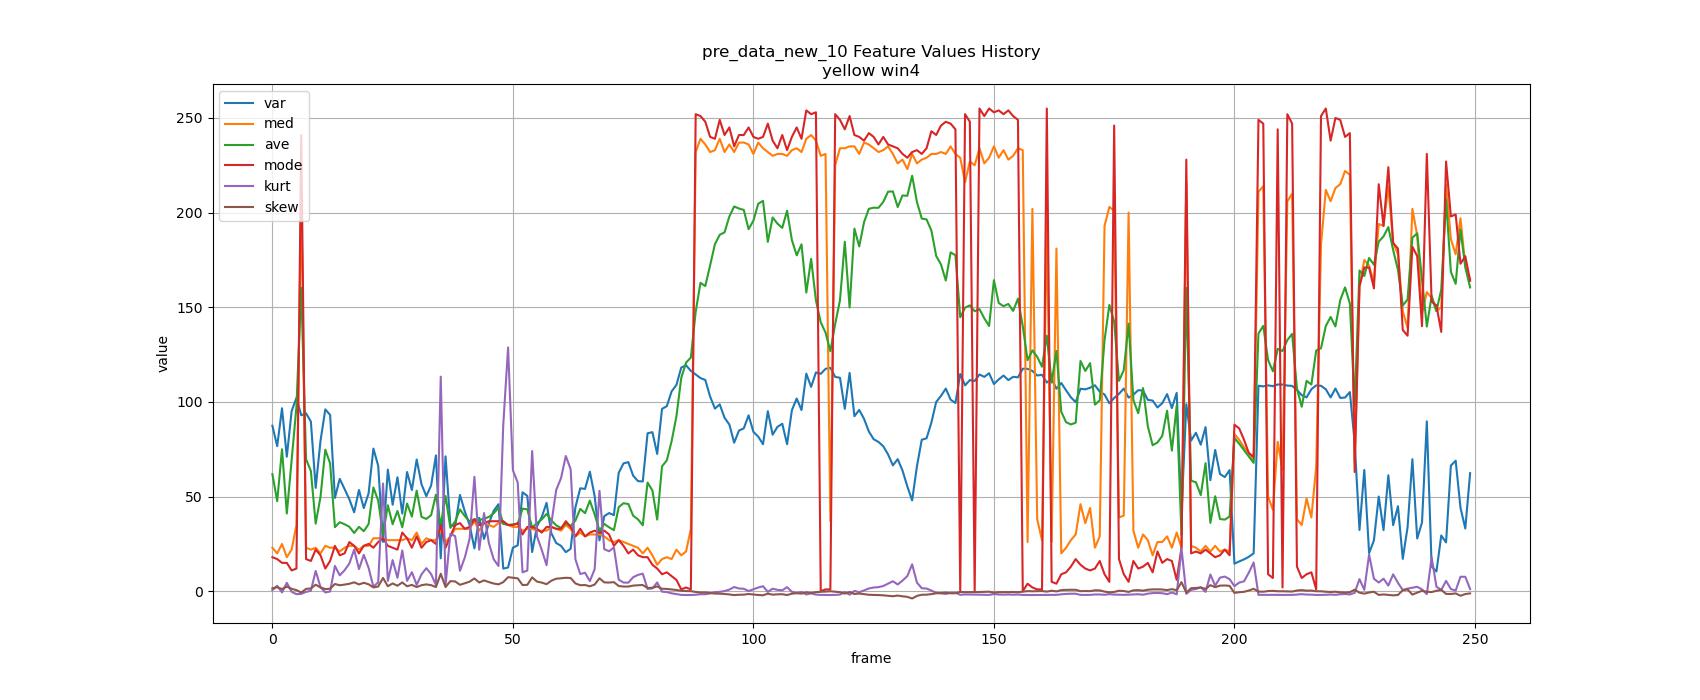 pre_data_new_10 Feature Values History
yellow win4
var
med
ave
mode
kurt
skew
value
250
200
150
100
50
0
0 50 100 150 200 250
frame